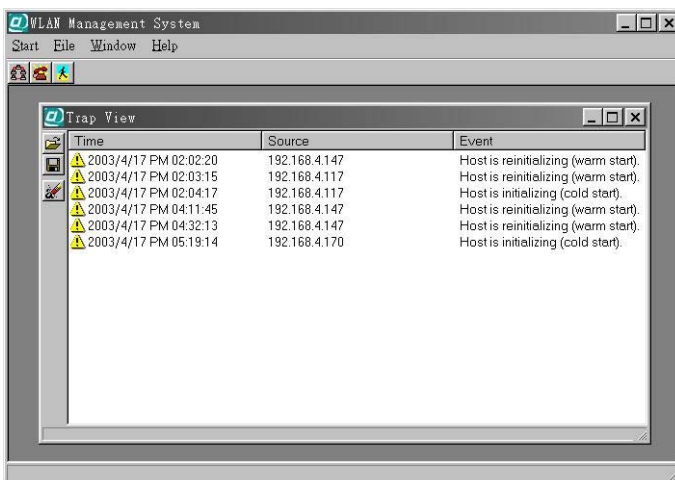 WLAN Management System
Start File Window Help
Trap View
Time Source Event
2003/4/17 PM 02:02:20 192.168.4.147 Host is reinitializing (warm start).
2003/4/17 PM 02:03:15 192.168.4.117 Host is reinitializing (warm start).
2003/4/17 PM 02:04:17 192.168.4.117 Host is initializing (cold start).
2003/4/17 PM 04:11:45 192.168.4.147 Host is reinitializing (warm start).
2003/4/17 PM 04:32:13 192.168.4.147 Host is reinitializing (warm start).
2003/4/17 PM 05:19:14 192.168.4.170 Host is initializing (cold start).